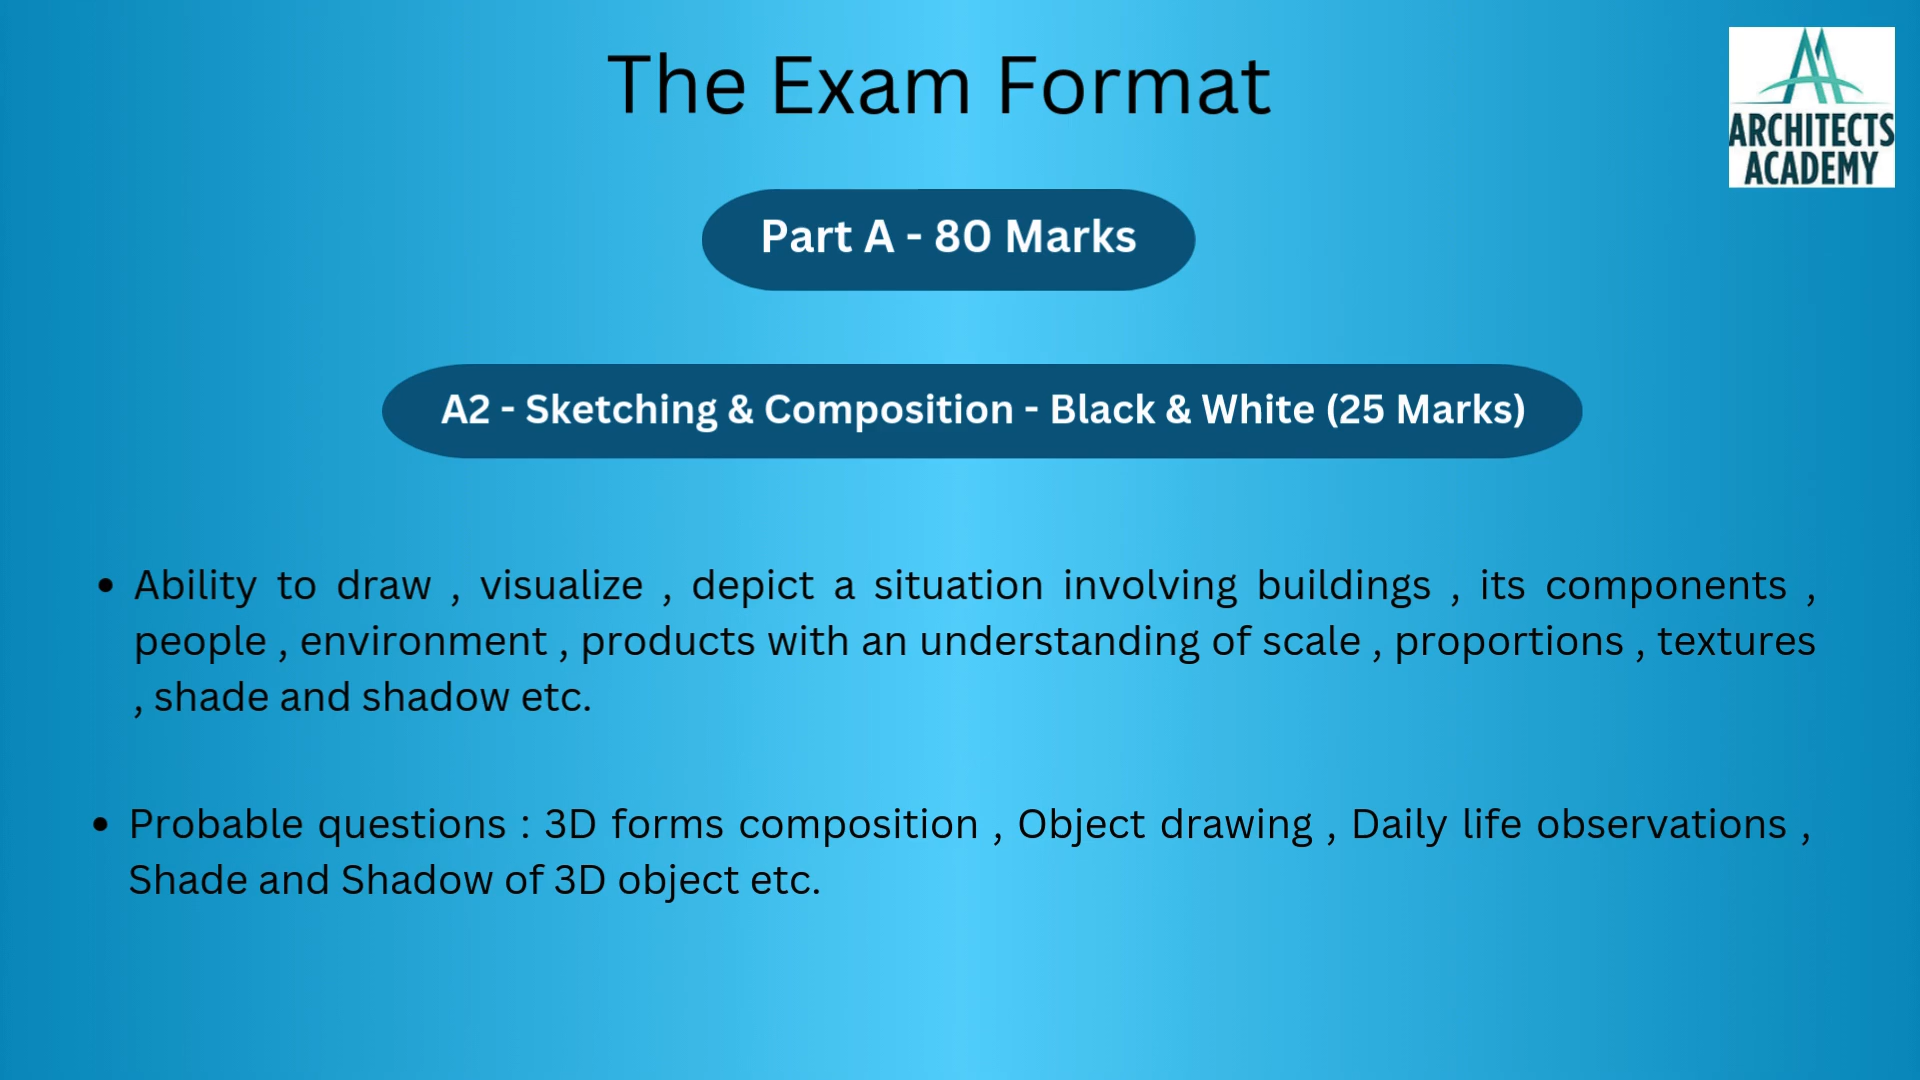 The Exam Format
ARCHITECTS
ACADEMY
Part A - 80 Marks
A2 - Sketching & Composition - Black & White (25 Marks)
• Ability to draw , visualize , depict a situation involving buildings , its components ,
people , environment , products with an understanding of scale , proportions , textures
, shade and shadow etc.
• Probable questions : 3D forms composition , Object drawing , Daily life observations ,
Shade and Shadow of 3D object etc.